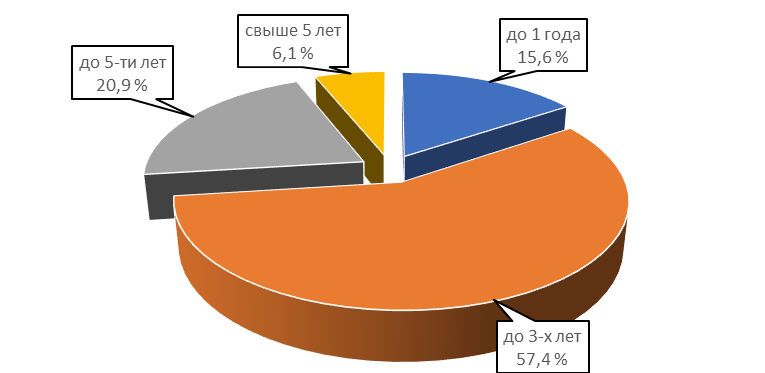 свыше 5 лет
6,1 %
до 1 года
15,6 %
до 5-ти лет
20,9 %
до 3-х лет
57,4 %